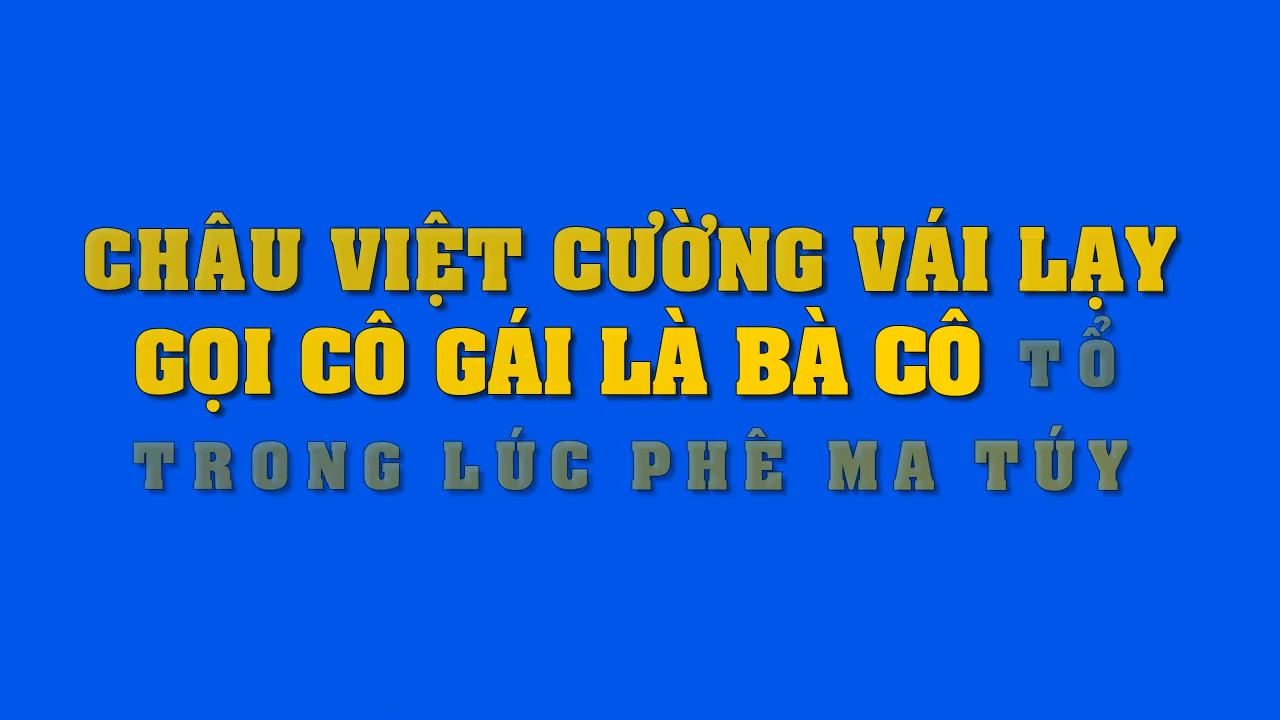 CHÂU VIỆT CƯỜNG VÁI LẠY
GỌI CÔ GÁI LÀ BÀ CÔ TỔ
TRONG LÚC PHÊ MA TÚY